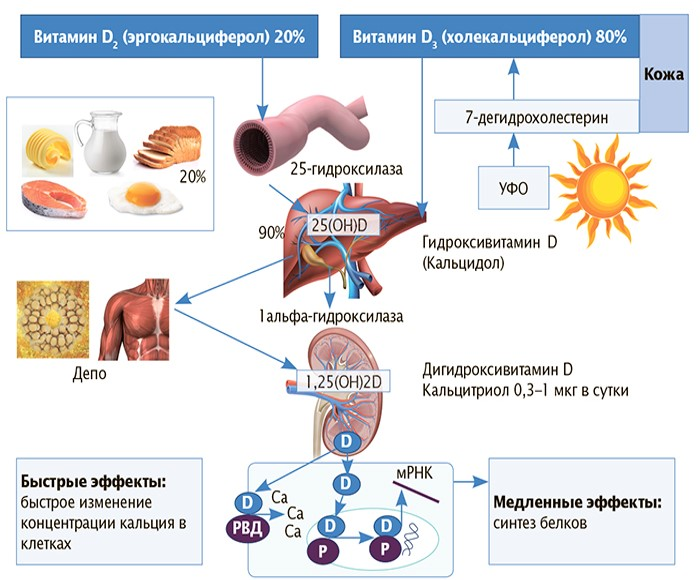 Витамин D2 (эргокальциферол) 20%
Витамин D3 (холекальциферол) 80%
Кожа
7-дегидрохолестерин
20%
25-гидроксилаза
УФО
90%
25(OH)D
Гидроксивитамин D
(Кальцидол)
1альфа-гидроксилаза
Депо
1,25(OH)2D
Дигидроксивитамин D
Кальцитриол 0,3–1 мкг в сутки
D
Быстрые эффекты:
быстрое изменение
концентрации кальция в
клетках
мРНК
D
Ca
D
Ca
РВД
Ca
D
D
P
P
Медленные эффекты:
синтез белков